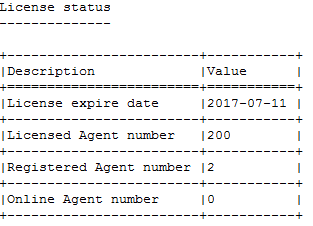 License status
--------------
+-------------------------+------------+
|Description |Value |
+=========================+============+
|License expire date |2017-07-11 |
+-------------------------+------------+
|Licensed Agent number |200 |
+-------------------------+------------+
|Registered Agent number |2 |
+-------------------------+------------+
|Online Agent number |0 |
+-------------------------+------------+